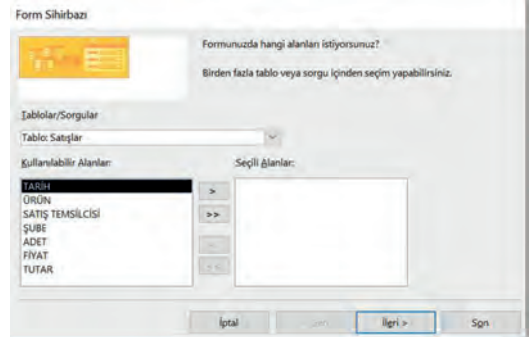 Form Sihirbazı
Formunuzda hangi alanları istiyorsunuz?
Birden fazla tablo veya sorgu içinden seçim yapabilirsiniz.
Tablolar/Sorgular
Tablo: Satışlar
Kullanılabilir Alanlar:
Seçili Alanlar:
TARİH
ÜRÜN
SATIŞ TEMSİLCİSİ
ŞUBE
ADET
FİYAT
TUTAR
>
>>
<
<<
İptal
İleri >
Son